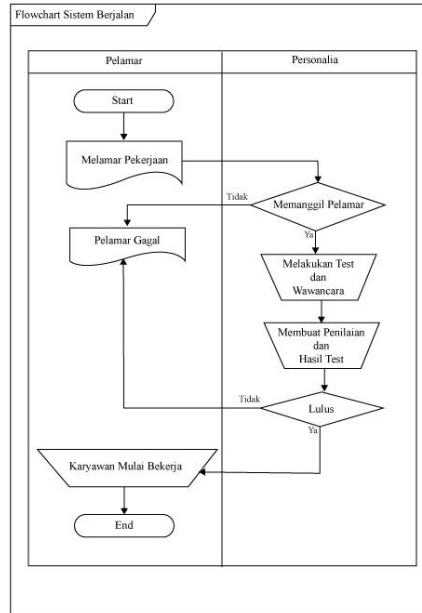 Flowchart Sistem Berjalan
Pelamar
Personalia
Start
Melamar Pekerjaan
Memanggil Pelamar
Tidak
Ya
Pelamar Gagal
Melakukan Test
dan
Wawancara
Membuat Penilaian
dan
Hasil Test
Tidak
Lulus
Ya
Karyawan Mulai Bekerja
End